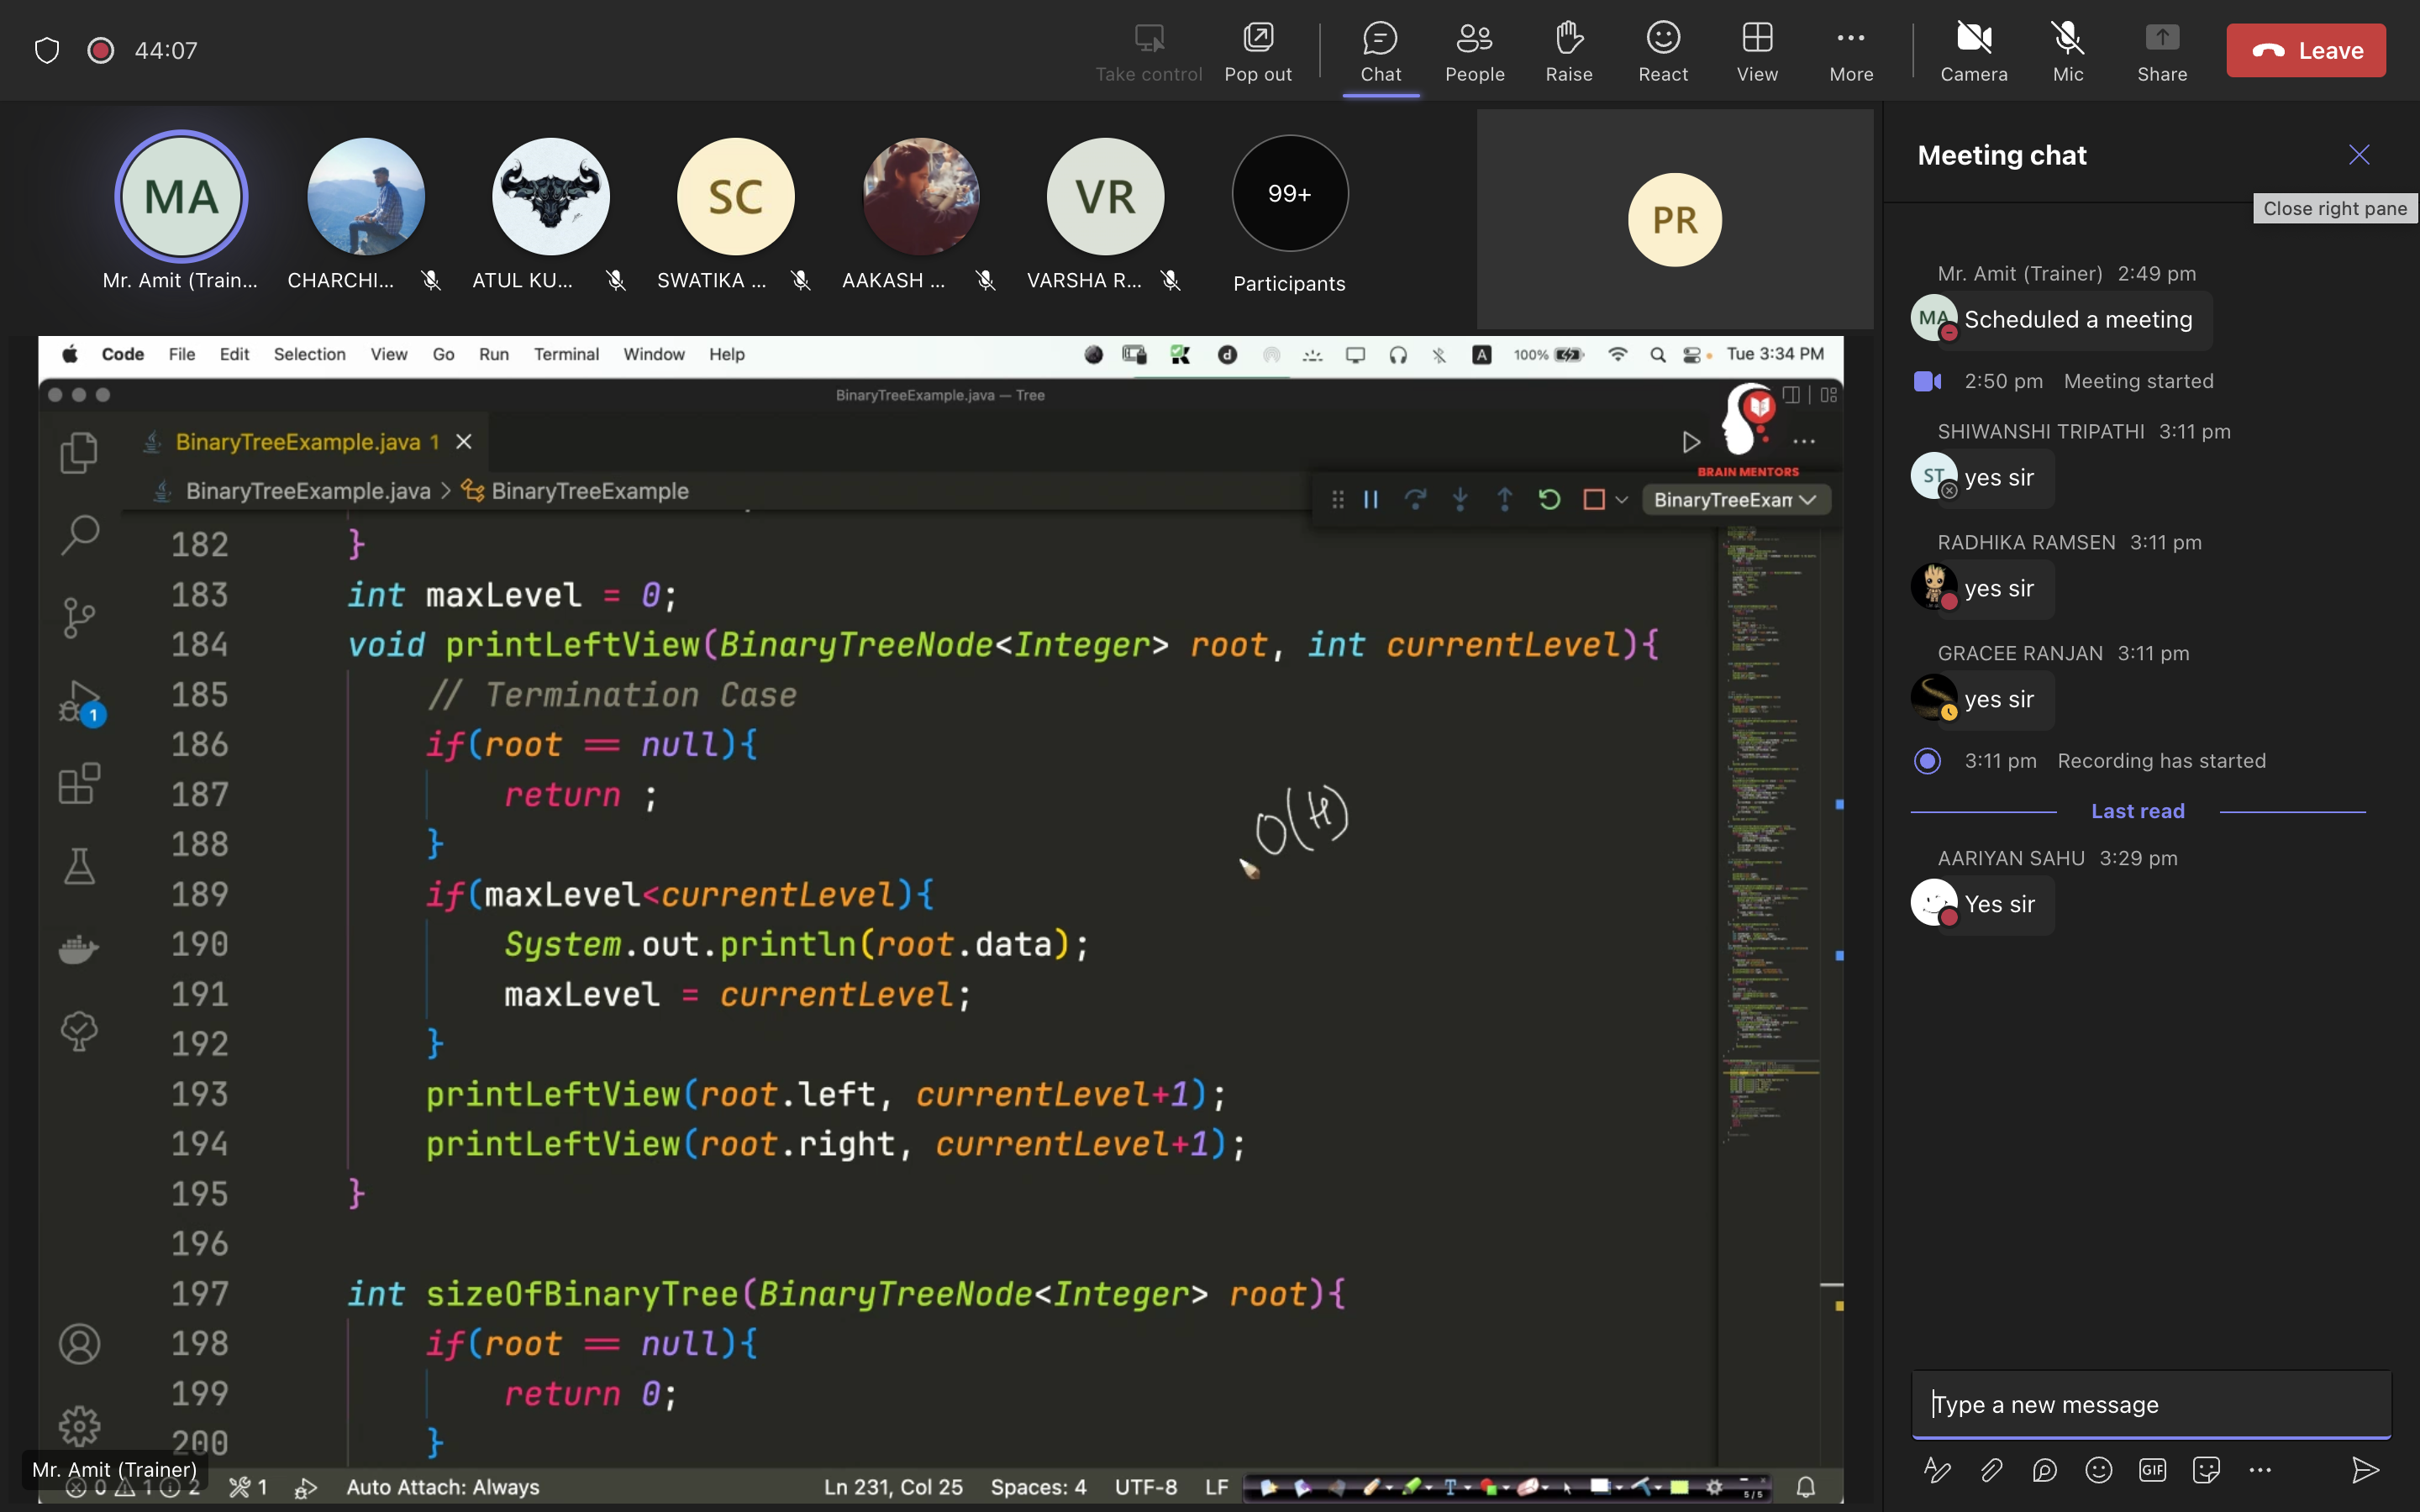 44:07
Take control
Pop out
Chat
People
Raise
React
View
More
Camera
Mic
Share
Leave
MA
SC
VR
99+
PR
Mr. Amit (Train...
CHARCHI...
ATUL KU...
SWATIKA ...
AAKASH ...
VARSHA R...
Participants
Code File Edit Selection View Go Run Terminal Window Help
A 100% Tue 3:34 PM
BinaryTreeExample.java — Tree
BinaryTreeExample.java 1
BRAIN MENTORS
BinaryTreeExample.java > BinaryTreeExample
BinaryTreeExam
182 }
183 int maxLevel = 0;
184 void printLeftView(BinaryTreeNode<Integer> root, int currentLevel){
185 // Termination Case
186 if(root == null){
187 return ;
188 }
189 if(maxLevel<currentLevel){
190 System.out.println(root.data);
191 maxLevel = currentLevel;
192 }
193 printLeftView(root.left, currentLevel+1);
194 printLeftView(root.right, currentLevel+1);
195 }
196
197 int sizeOfBinaryTree(BinaryTreeNode<Integer> root){
198 if(root == null){
199 return 0;
200 }
O(H)
1
Mr. Amit (Trainer)
0 1 2 1 Auto Attach: Always
Ln 231, Col 25 Spaces: 4 UTF-8 LF
5/5
Meeting chat
Close right pane
Mr. Amit (Trainer) 2:49 pm
MA
Scheduled a meeting
2:50 pm Meeting started
SHIWANSHI TRIPATHI 3:11 pm
ST
yes sir
RADHIKA RAMSEN 3:11 pm
yes sir
GRACEE RANJAN 3:11 pm
yes sir
3:11 pm Recording has started
Last read
AARIYAN SAHU 3:29 pm
Yes sir
Type a new message
GIF